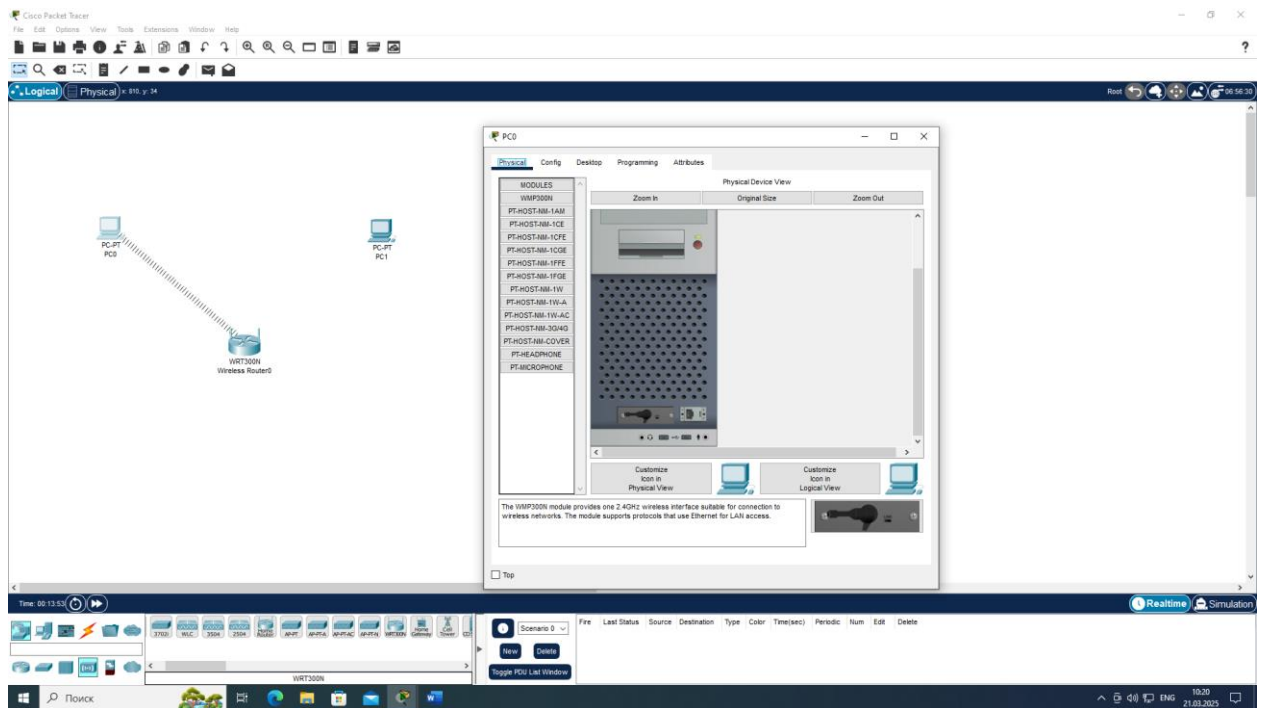 Cisco Packet Tracer
File Edit Options View Tools Extensions Window Help
?
Logical Physical x: 810, y: 34
Root 06:56:30
PC-PT
PC0
PC-PT
PC1
WRT300N
Wireless Router0
PC0
Physical Config Desktop Programming Attributes
MODULES
WMP300N
PT-HOST-NM-1AM
PT-HOST-NM-1CE
PT-HOST-NM-1CFE
PT-HOST-NM-1CGE
PT-HOST-NM-1FFE
PT-HOST-NM-1FGE
PT-HOST-NM-1W
PT-HOST-NM-1W-A
PT-HOST-NM-1W-AC
PT-HOST-NM-3G/4G
PT-HOST-NM-COVER
PT-HEADPHONE
PT-MICROPHONE
Physical Device View
Zoom In Original Size Zoom Out
Customize
Icon in
Physical View
Customize
Icon in
Logical View
The WMP300N module provides one 2.4GHz wireless interface suitable for connection to
wireless networks. The module supports protocols that use Ethernet for LAN access.
Top
Time: 00:13:53
Realtime Simulation
3702i WLC 3504 2504 Home Router AP-PT AP-PT-A AP-PT-AC AP-PT-N WRT300N Home Gateway Cell Tower
WRT300N
Scenario 0
New Delete
Toggle PDU List Window
Fire Last Status Source Destination Type Color Time(sec) Periodic Num Edit Delete
Поиск
ENG
10:20
21.03.2025